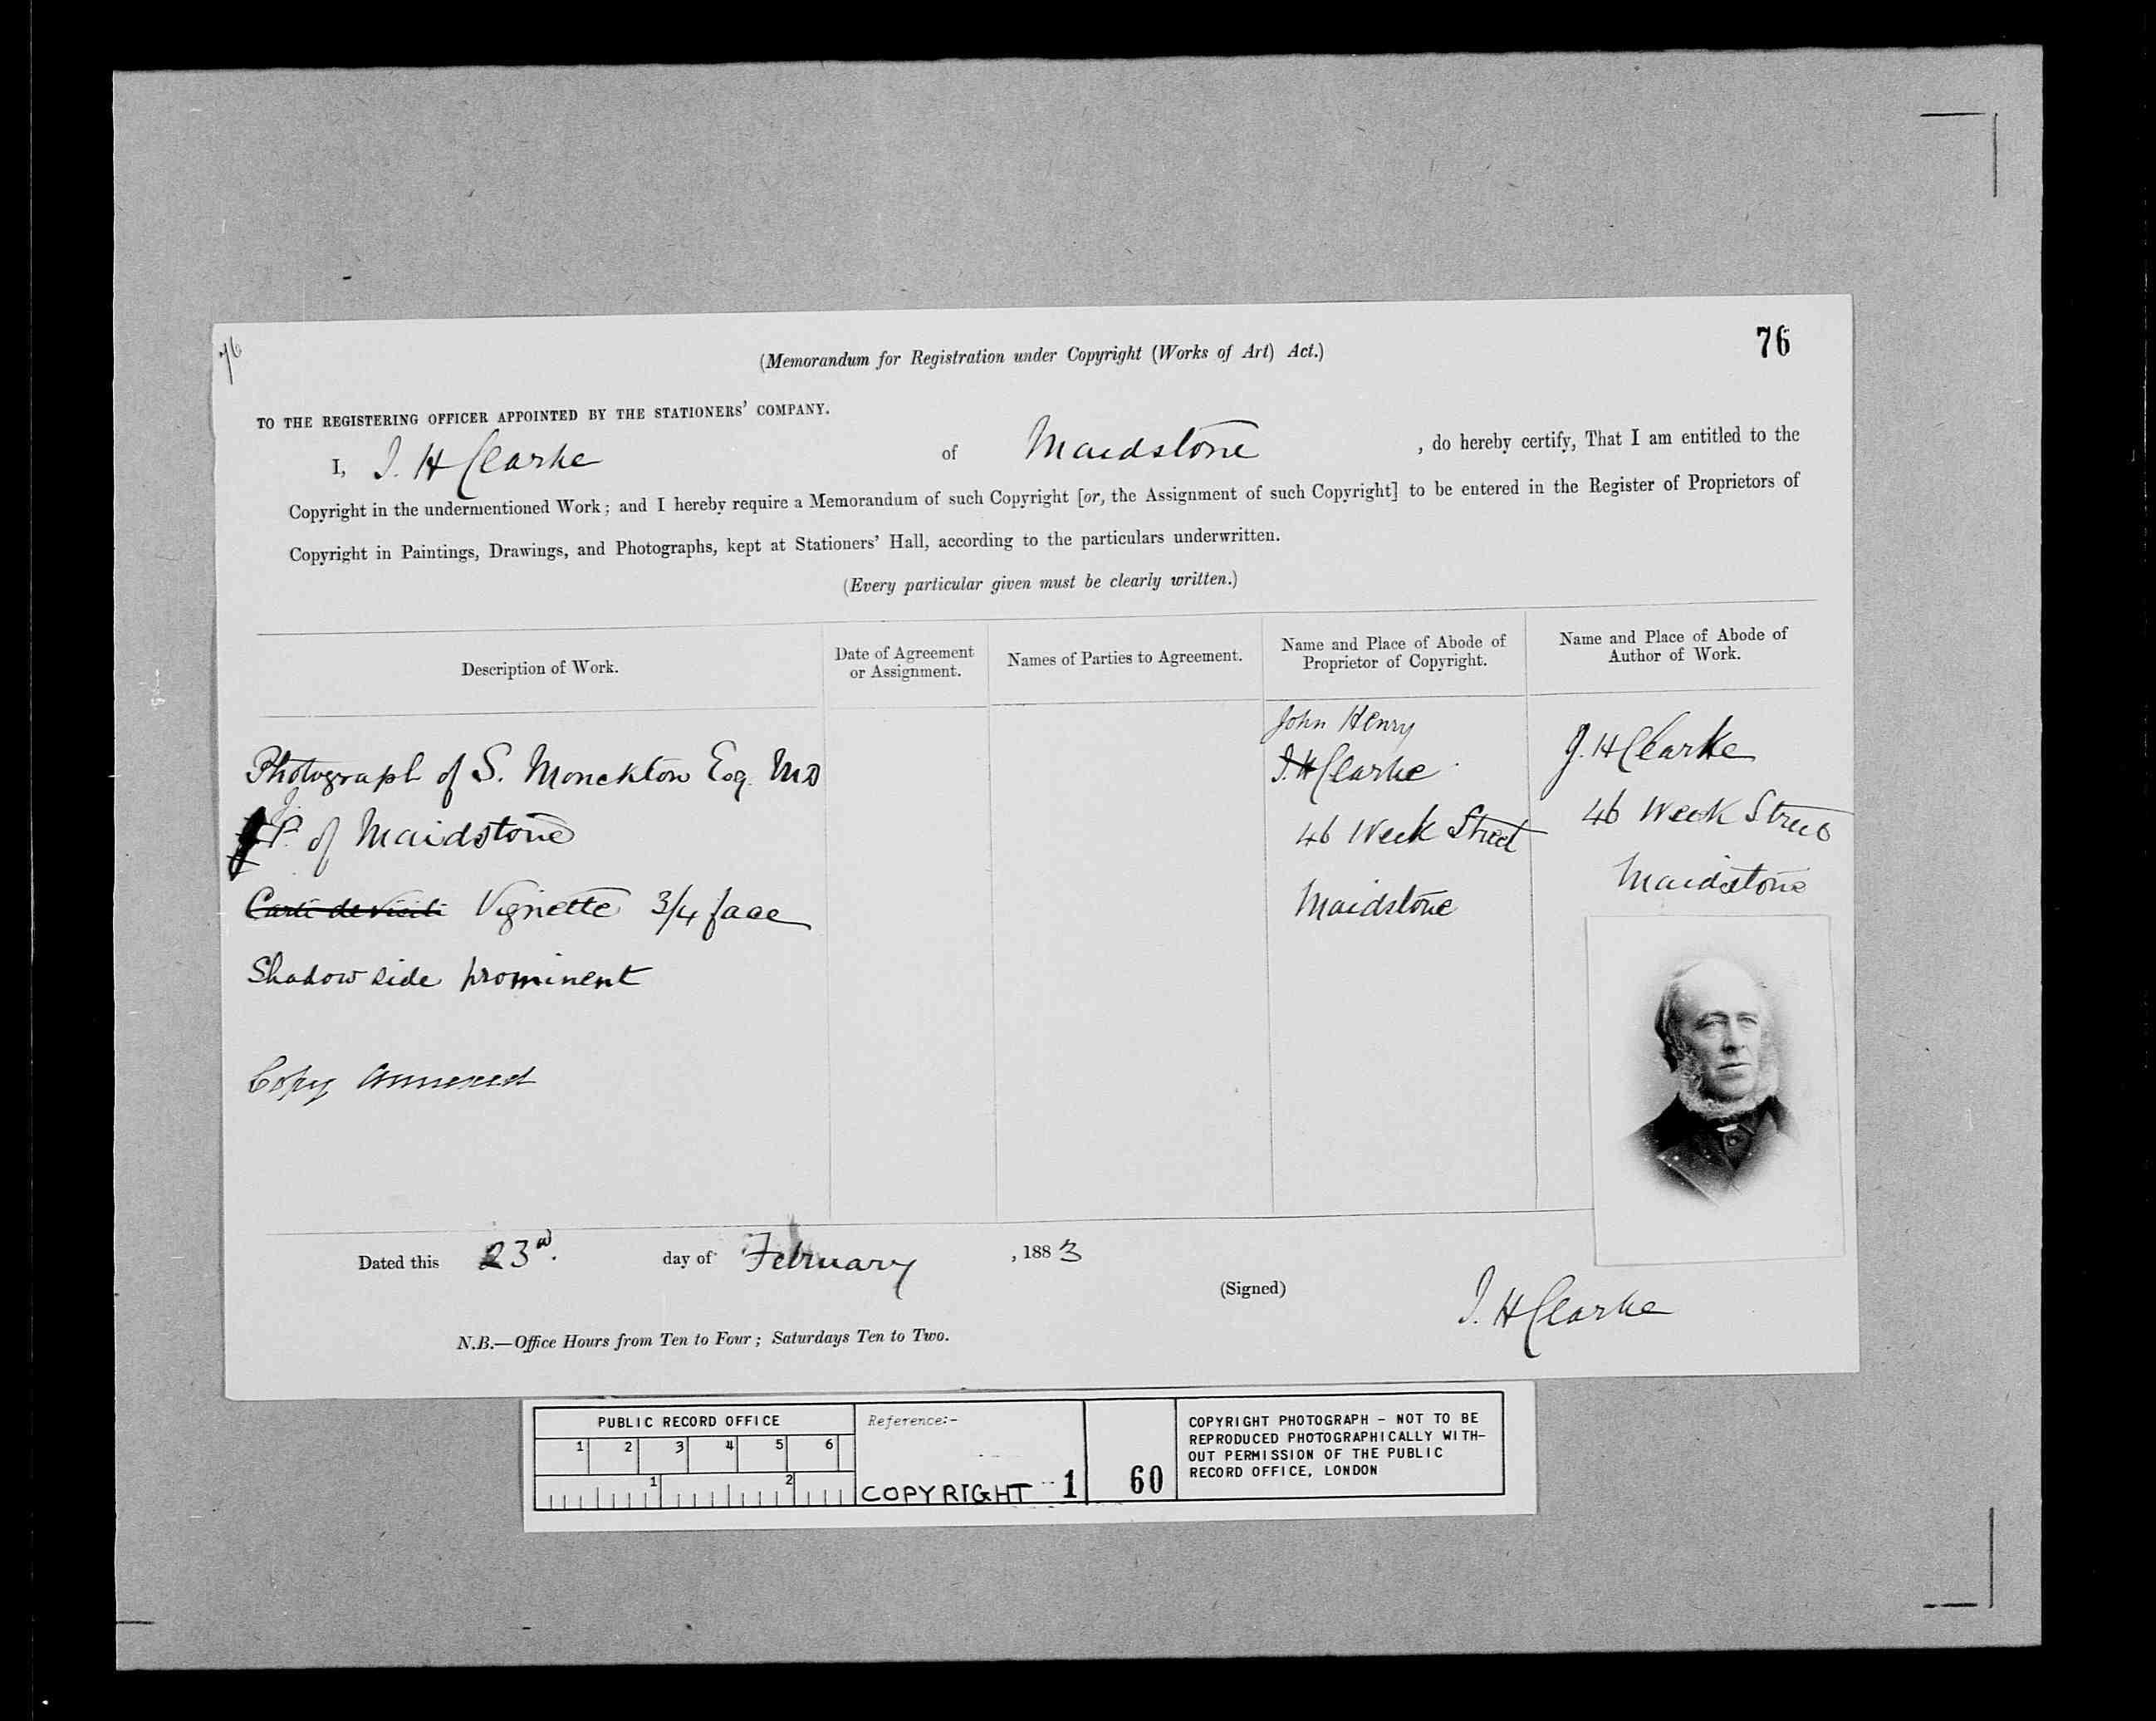 76
76
(Memorandum for Registration under Copyright (Works of Art) Act.)
TO THE REGISTERING OFFICER APPOINTED BY THE STATIONERS' COMPANY.
I, J. H Clarke of Maidstone , do hereby certify, That I am entitled to the
Copyright in the undermentioned Work; and I hereby require a Memorandum of such Copyright [or, the Assignment of such Copyright] to be entered in the Register of Proprietors of
Copyright in Paintings, Drawings, and Photographs, kept at Stationers' Hall, according to the particulars underwritten.
(Every particular given must be clearly written.)
Description of Work.
Date of Agreement
or Assignment.
Names of Parties to Agreement.
Name and Place of Abode of
Proprietor of Copyright.
Name and Place of Abode of
Author of Work.
Photograph of S. Monckton Esq. MD
J.P. of Maidstone
Carte de Visite Vignette 3/4 face
Shadow side prominent
Copy annexed
John Henry
J. H Clarke
46 Week Street
Maidstone
J. H Clarke
46 Week Street
Maidstone
Dated this 23rd. day of February , 1883
(Signed)
J. H Clarke
N.B.—Office Hours from Ten to Four; Saturdays Ten to Two.
PUBLIC RECORD OFFICE
1 2 3 4 5 6
1 2
Reference:-
COPYRIGHT 1
60
COPYRIGHT PHOTOGRAPH - NOT TO BE
REPRODUCED PHOTOGRAPHICALLY WITH-
OUT PERMISSION OF THE PUBLIC
RECORD OFFICE, LONDON